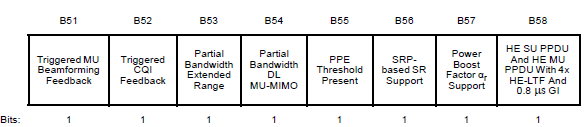 B51 B52 B53 B54 B55 B56 B57 B58
Triggered MU
Beamforming
Feedback
Triggered
CQI
Feedback
Partial
Bandwidth
Extended
Range
Partial
Bandwidth
DL
MU-MIMO
PPE
Threshold
Present
SRP-
based SR
Support
Power
Boost
Factor αr
Support
HE SU PPDU
And HE MU
PPDU With 4x
HE-LTF And
0.8 µs GI
Bits: 1 1 1 1 1 1 1 1